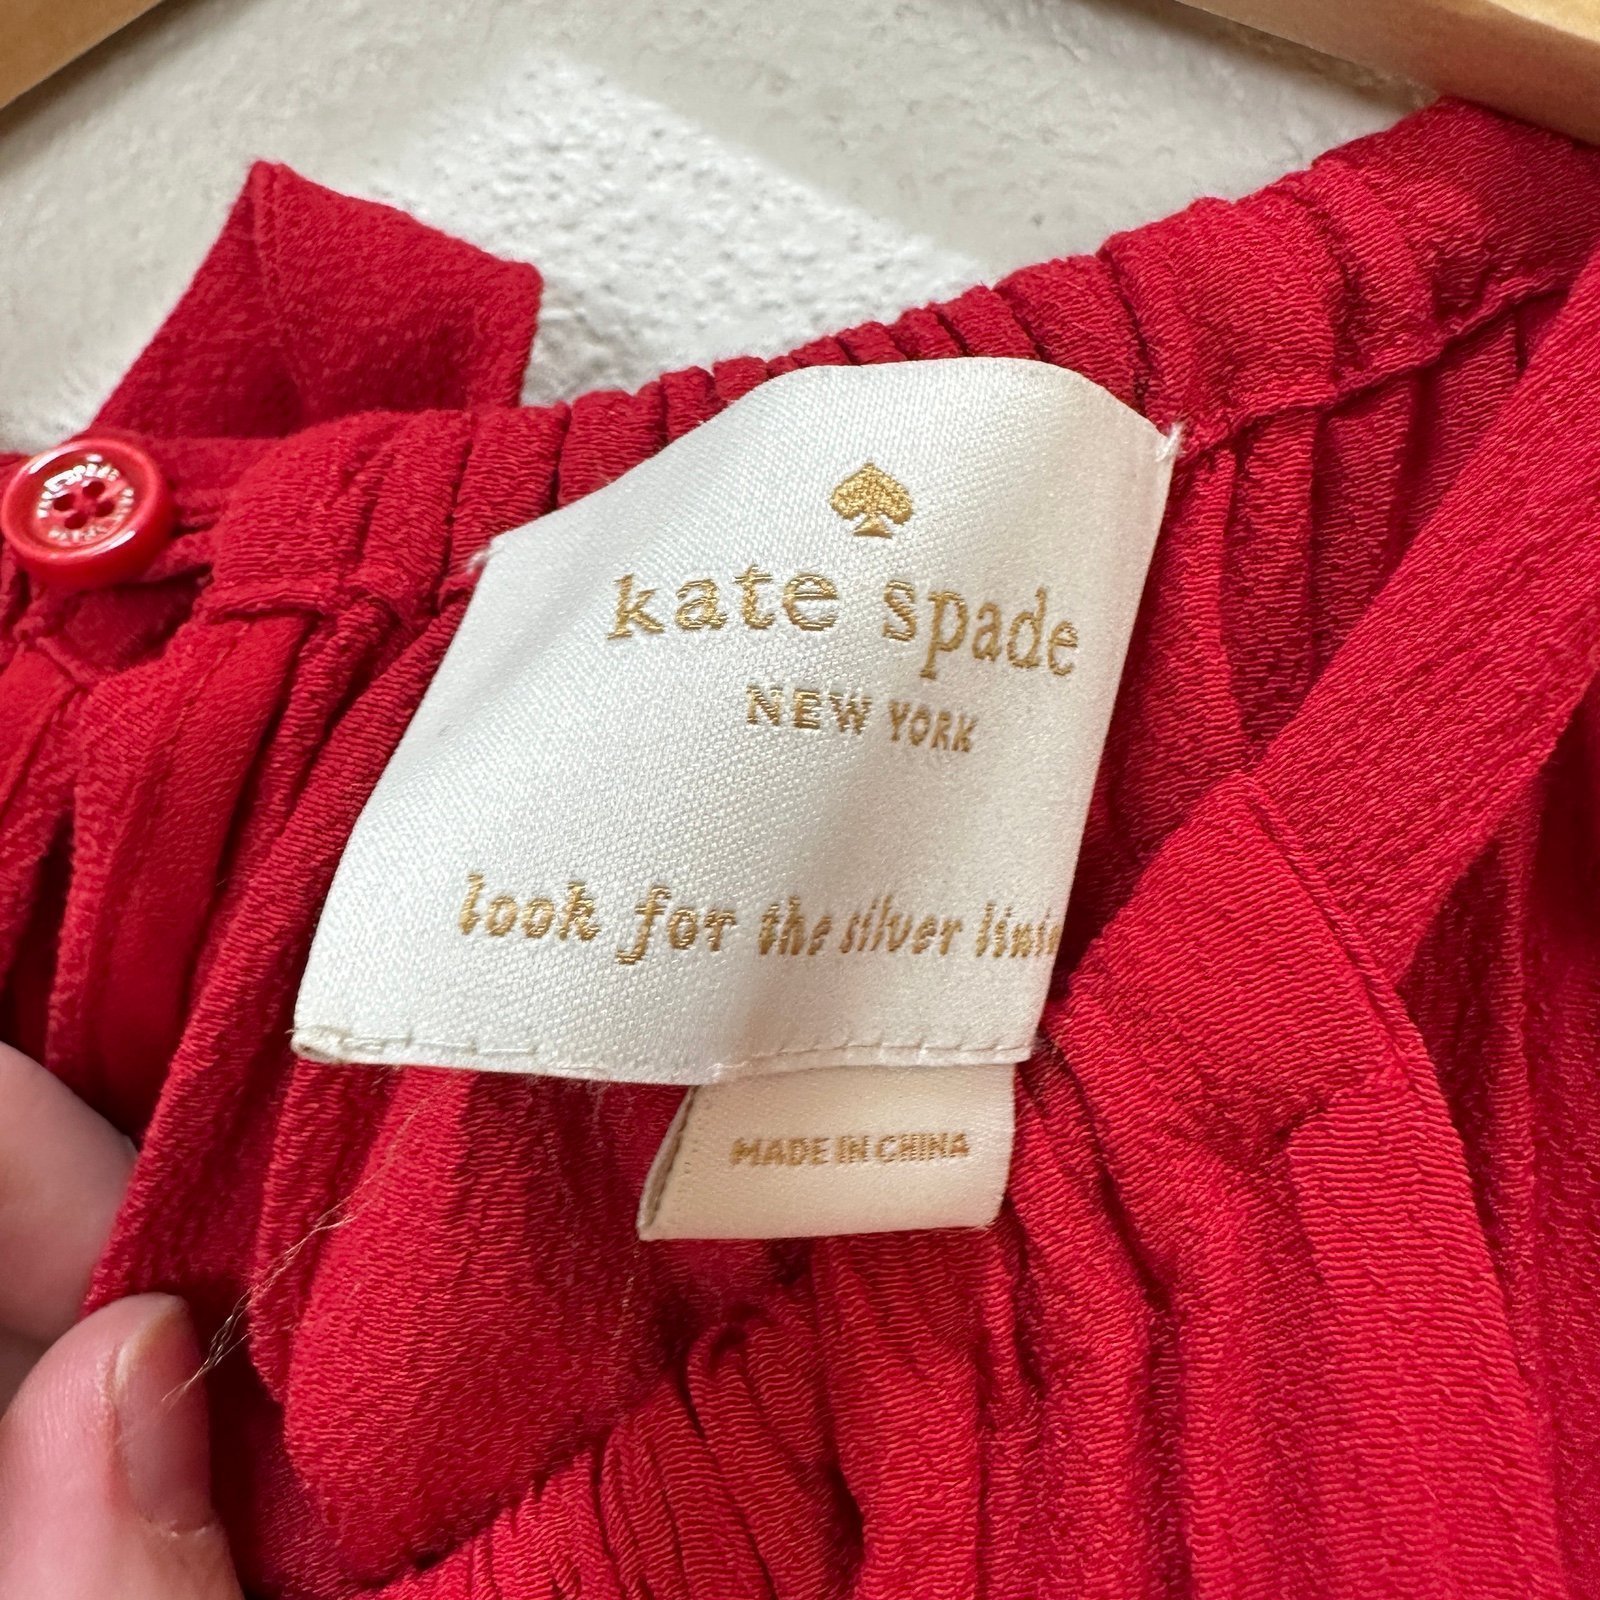 kate spade
NEW YORK
look for the silver
MADE IN CHINA